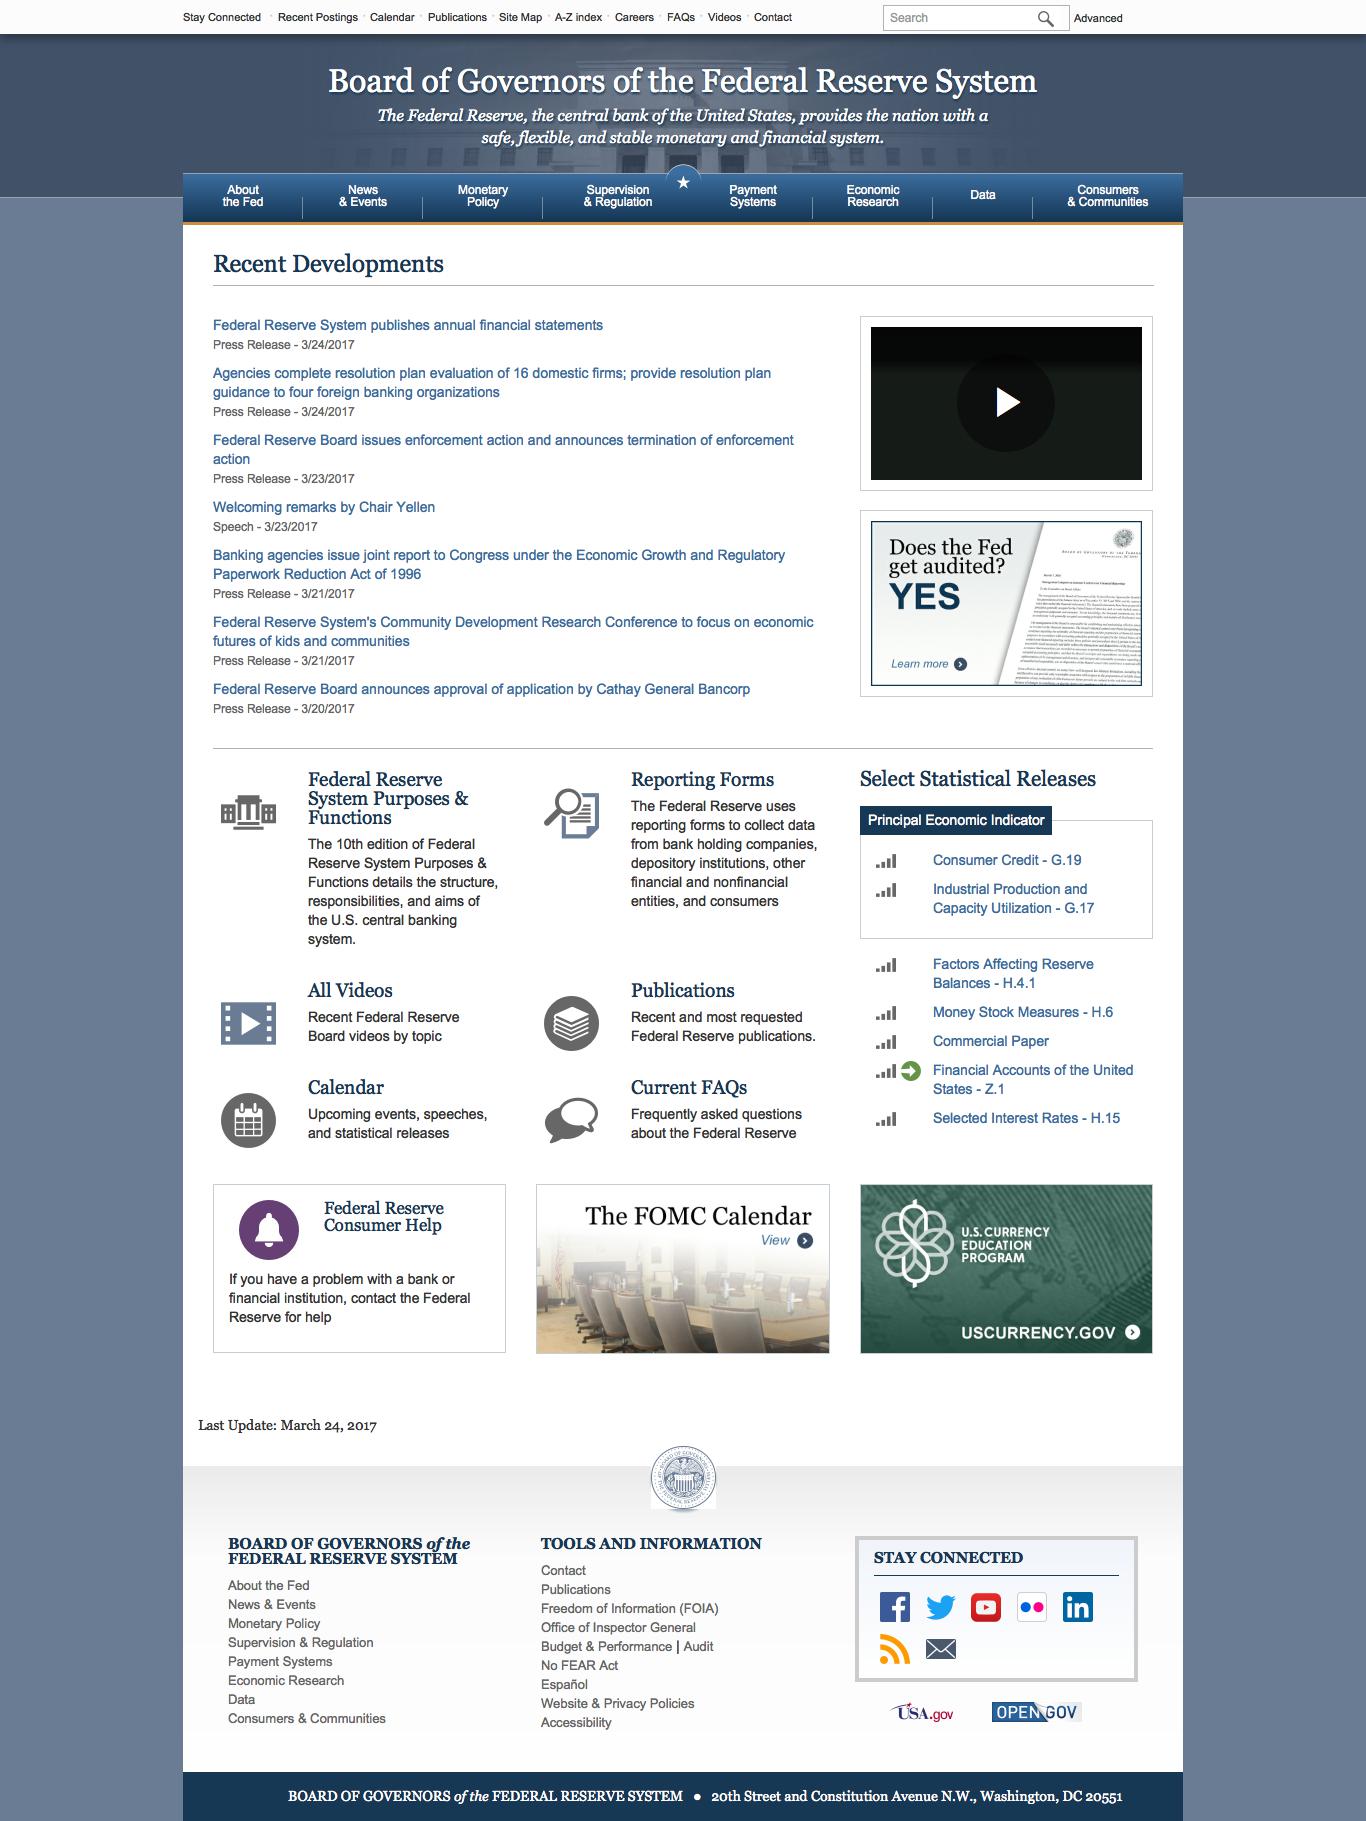 Stay Connected
Recent Postings
Calendar
Publications
Site Map
A-Z index
Careers
FAQs
Videos
Contact
Search
Advanced
Board of Governors of the Federal Reserve System
The Federal Reserve, the central bank of the United States, provides the nation with a
safe, flexible, and stable monetary and financial system.
About
the Fed
News
& Events
Monetary
Policy
Supervision
& Regulation
Payment
Systems
Economic
Research
Data
Consumers
& Communities
Recent Developments
Federal Reserve System publishes annual financial statements
Press Release - 3/24/2017
Agencies complete resolution plan evaluation of 16 domestic firms; provide resolution plan
guidance to four foreign banking organizations
Press Release - 3/24/2017
Federal Reserve Board issues enforcement action and announces termination of enforcement
action
Press Release - 3/23/2017
Welcoming remarks by Chair Yellen
Speech - 3/23/2017
Banking agencies issue joint report to Congress under the Economic Growth and Regulatory
Paperwork Reduction Act of 1996
Press Release - 3/21/2017
Federal Reserve System's Community Development Research Conference to focus on economic
futures of kids and communities
Press Release - 3/21/2017
Federal Reserve Board announces approval of application by Cathay General Bancorp
Press Release - 3/20/2017
Does the Fed
get audited?
YES
Learn more
Federal Reserve
System Purposes &
Functions
The 10th edition of Federal
Reserve System Purposes &
Functions details the structure,
responsibilities, and aims of
the U.S. central banking
system.
Reporting Forms
The Federal Reserve uses
reporting forms to collect data
from bank holding companies,
depository institutions, other
financial and nonfinancial
entities, and consumers
All Videos
Recent Federal Reserve
Board videos by topic
Publications
Recent and most requested
Federal Reserve publications.
Calendar
Upcoming events, speeches,
and statistical releases
Current FAQs
Frequently asked questions
about the Federal Reserve
Select Statistical Releases
Principal Economic Indicator
Consumer Credit - G.19
Industrial Production and
Capacity Utilization - G.17
Factors Affecting Reserve
Balances - H.4.1
Money Stock Measures - H.6
Commercial Paper
Financial Accounts of the United
States - Z.1
Selected Interest Rates - H.15
Federal Reserve
Consumer Help
If you have a problem with a bank or
financial institution, contact the Federal
Reserve for help
The FOMC Calendar
View
U.S. CURRENCY
EDUCATION
PROGRAM
USCURRENCY.GOV
Last Update: March 24, 2017
BOARD OF GOVERNORS of the
FEDERAL RESERVE SYSTEM
About the Fed
News & Events
Monetary Policy
Supervision & Regulation
Payment Systems
Economic Research
Data
Consumers & Communities
TOOLS AND INFORMATION
Contact
Publications
Freedom of Information (FOIA)
Office of Inspector General
Budget & Performance | Audit
No FEAR Act
Español
Website & Privacy Policies
Accessibility
STAY CONNECTED
USA.gov
OPEN GOV
BOARD OF GOVERNORS of the FEDERAL RESERVE SYSTEM ● 20th Street and Constitution Avenue N.W., Washington, DC 20551